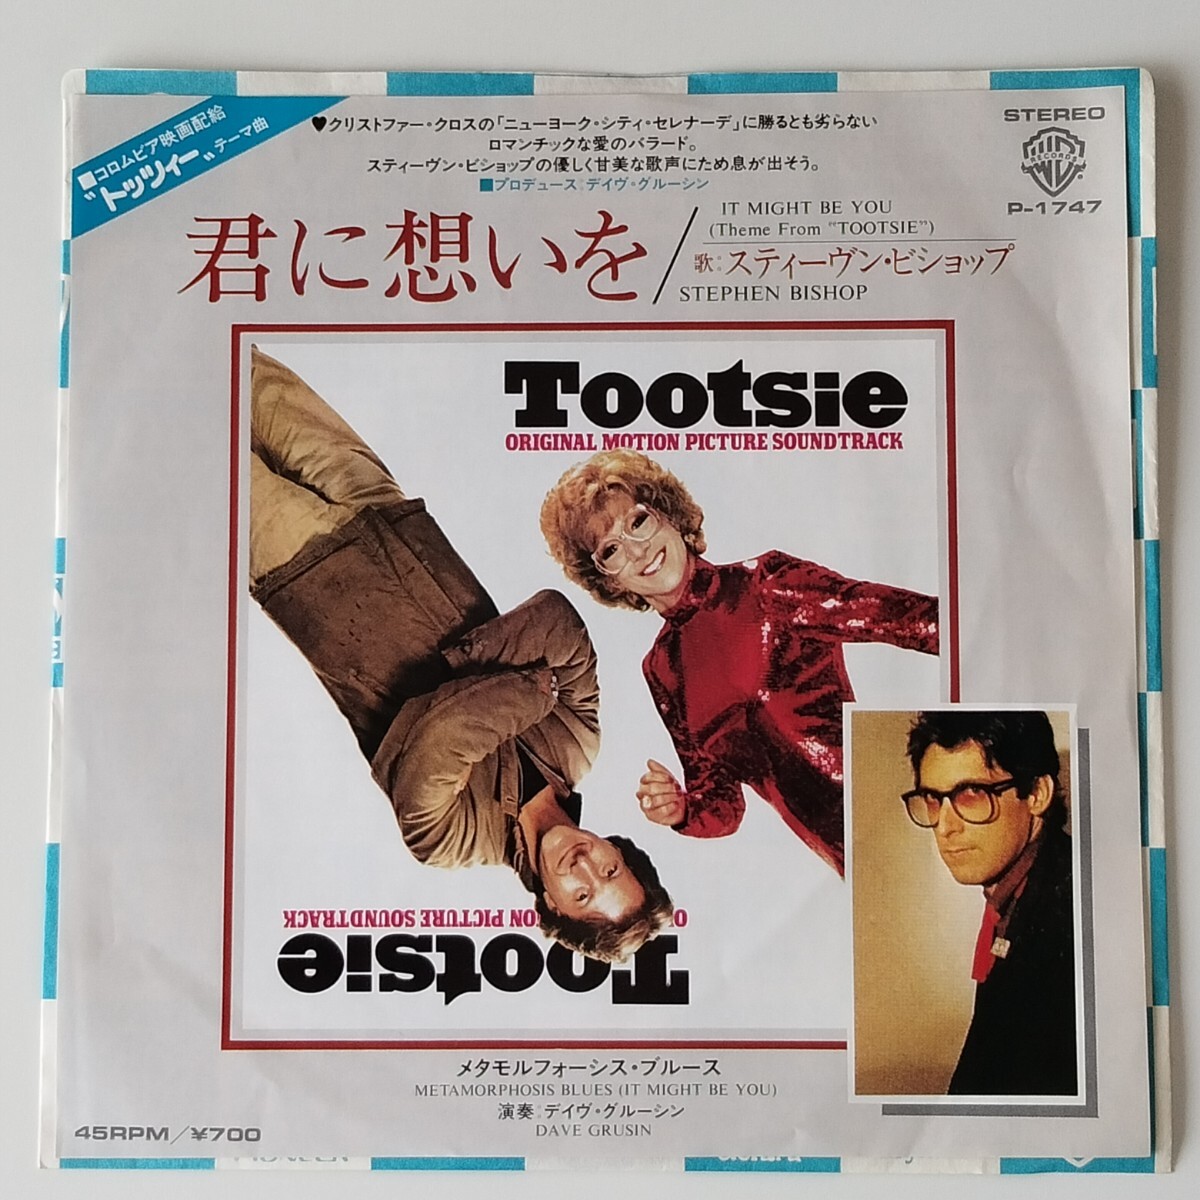 ■コロムビア映画配給
“トッツィー”テーマ曲
♥クリストファー・クロスの「ニューヨーク・シティ・セレナーデ」に勝るとも劣らない
ロマンチックな愛のバラード。
スティーヴン・ビショップの優しく甘美な歌声にため息が出そう。
■プロデュース:デイヴ・グルーシン
STEREO
RECORDS
P-1747
君に想いを/
IT MIGHT BE YOU
(Theme From “TOOTSIE”)
歌:スティーヴン・ビショップ
STEPHEN BISHOP
Tootsie
ORIGINAL MOTION PICTURE SOUNDTRACK
Tootsie
ON PICTURE SOUNDTRACK
メタモルフォーシス・ブルース
METAMORPHOSIS BLUES (IT MIGHT BE YOU)
演奏:デイヴ・グルーシン
DAVE GRUSIN
45RPM/¥700